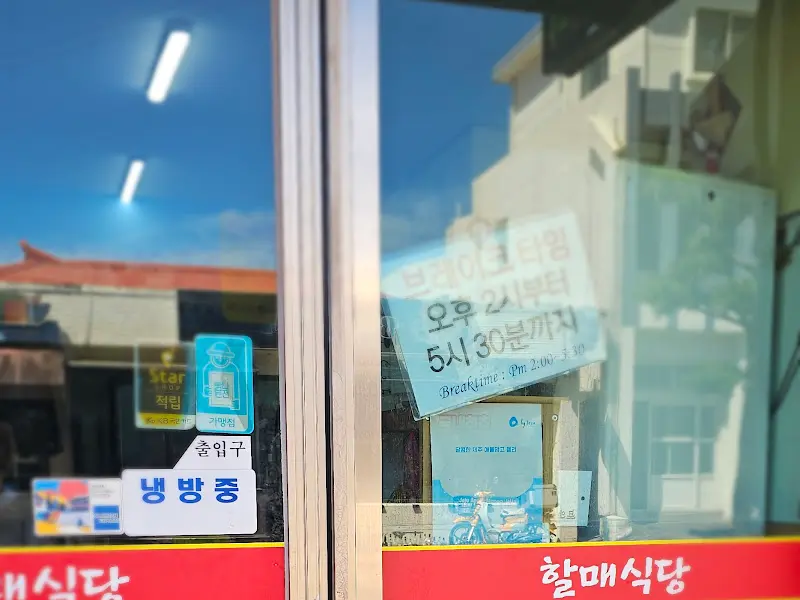 브레이크 타임
오후 2시부터
5시 30분까지
Breaktime : Pm 2:00-5:30
Star
적립
가맹점
출입구
냉방중
식당
할매식당